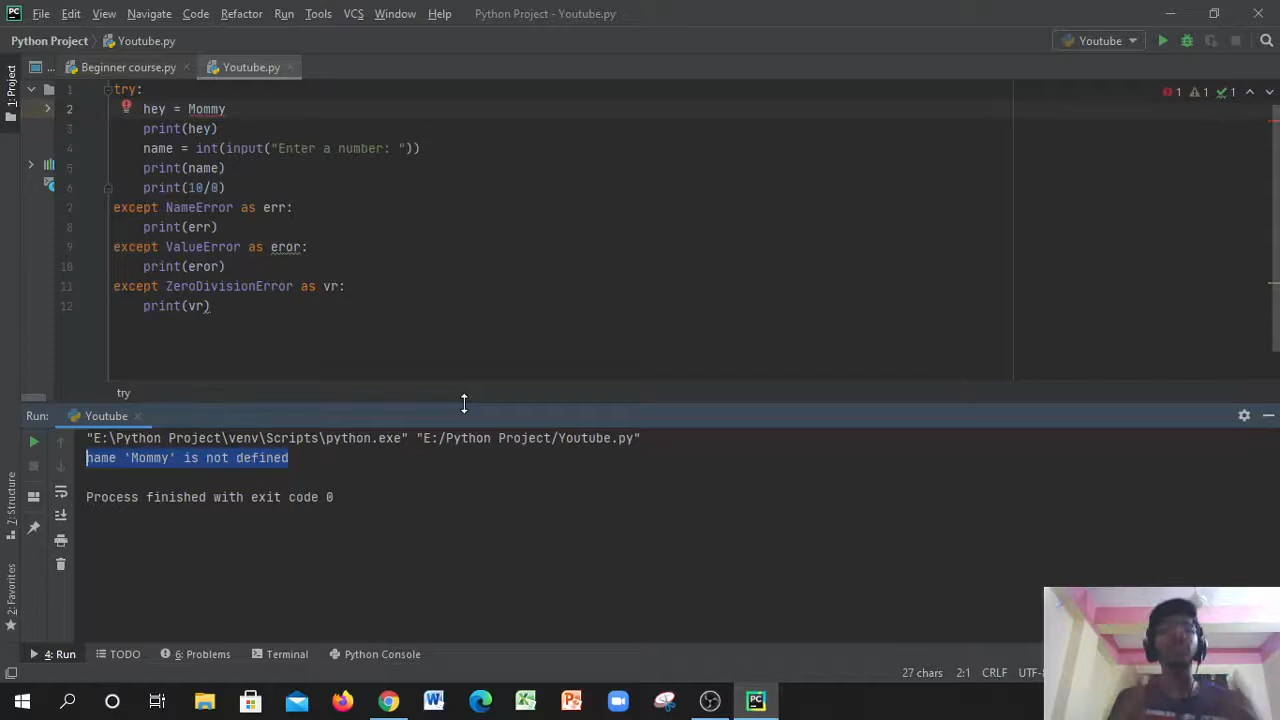 File Edit View Navigate Code Refactor Run Tools VCS Window Help Python Project - Youtube.py
Python Project Youtube.py Youtube
... Beginner course.py Youtube.py
1: Project
1 try:
2 hey = Mommy
3 print(hey)
4 name = int(input("Enter a number: "))
5 print(name)
6 print(10/0)
7 except NameError as err:
8 print(err)
9 except ValueError as eror:
10 print(eror)
11 except ZeroDivisionError as vr:
12 print(vr)
1 1 1
try
Run: Youtube
"E:\Python Project\venv\Scripts\python.exe" "E:/Python Project/Youtube.py"
name 'Mommy' is not defined
Process finished with exit code 0
7: Structure
2: Favorites
4: Run TODO 6: Problems Terminal Python Console
27 chars 2:1 CRLF UTF-8